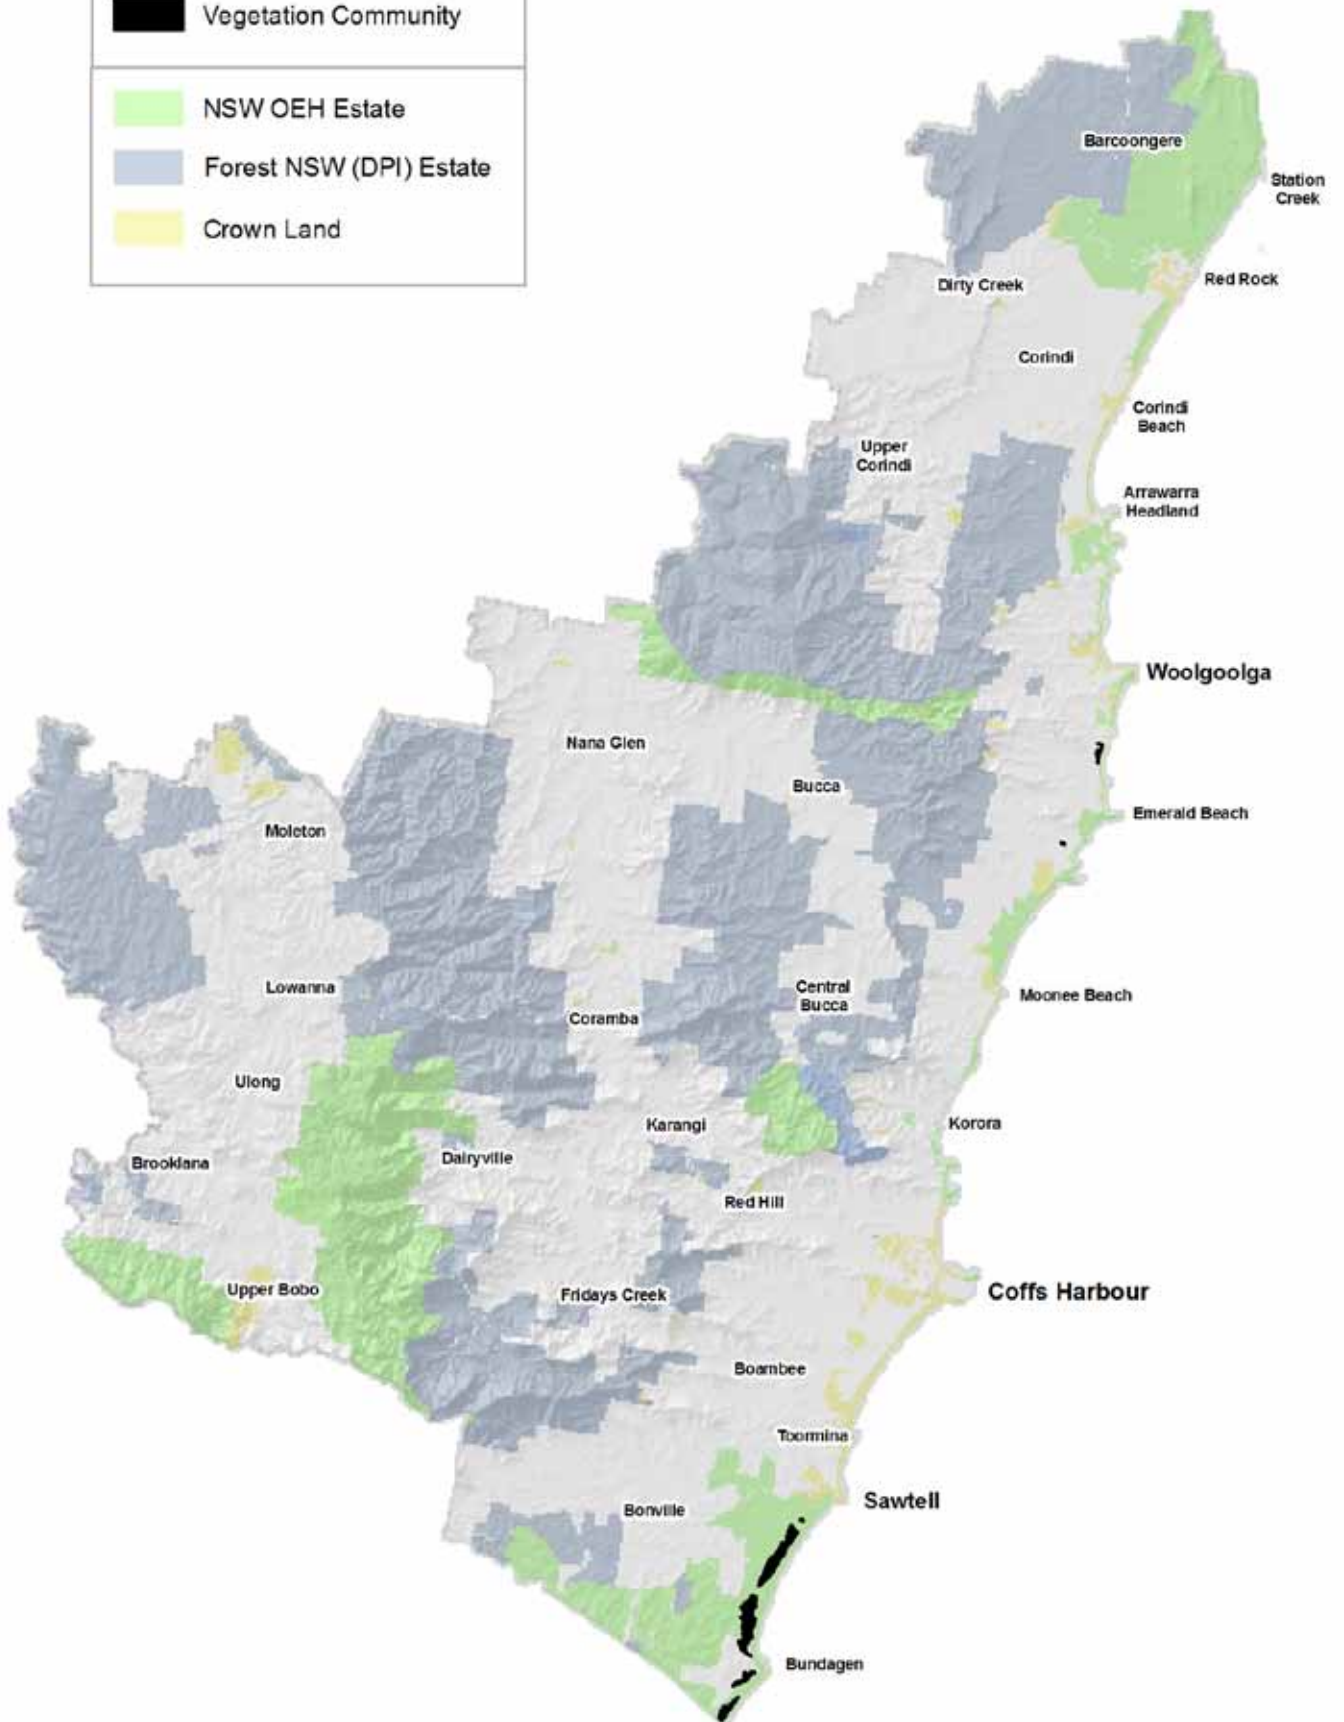 Vegetation Community
NSW OEH Estate
Forest NSW (DPI) Estate
Crown Land
Barcoongere
Station
Creek
Red Rock
Dirty Creek
Corindi
Corindi
Beach
Upper
Corindi
Arrawarra
Headland
Woolgoolga
Nana Glen
Bucca
Emerald Beach
Moleton
Lowanna
Central
Bucca
Moonee Beach
Coramba
Ulong
Karangi
Korora
Brooklana
Dairyville
Red Hill
Upper Bobo
Fridays Creek
Coffs Harbour
Boambee
Toormina
Sawtell
Bonville
Bundagen